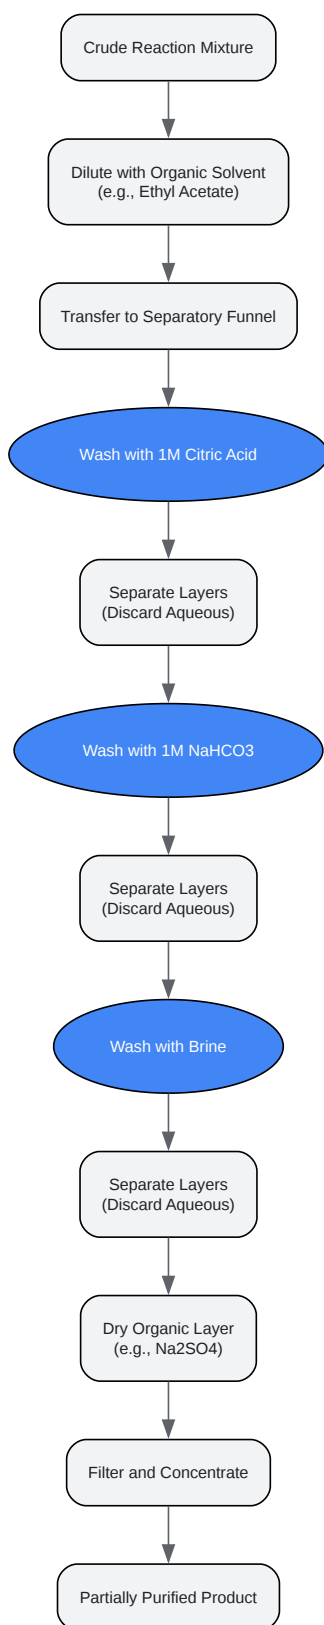 Crude Reaction Mixture
Dilute with Organic Solvent
(e.g., Ethyl Acetate)
Transfer to Separatory Funnel
Wash with 1M Citric Acid
Separate Layers
(Discard Aqueous)
Wash with 1M NaHCO3
Separate Layers
(Discard Aqueous)
Wash with Brine
Separate Layers
(Discard Aqueous)
Dry Organic Layer
(e.g., Na2SO4)
Filter and Concentrate
Partially Purified Product